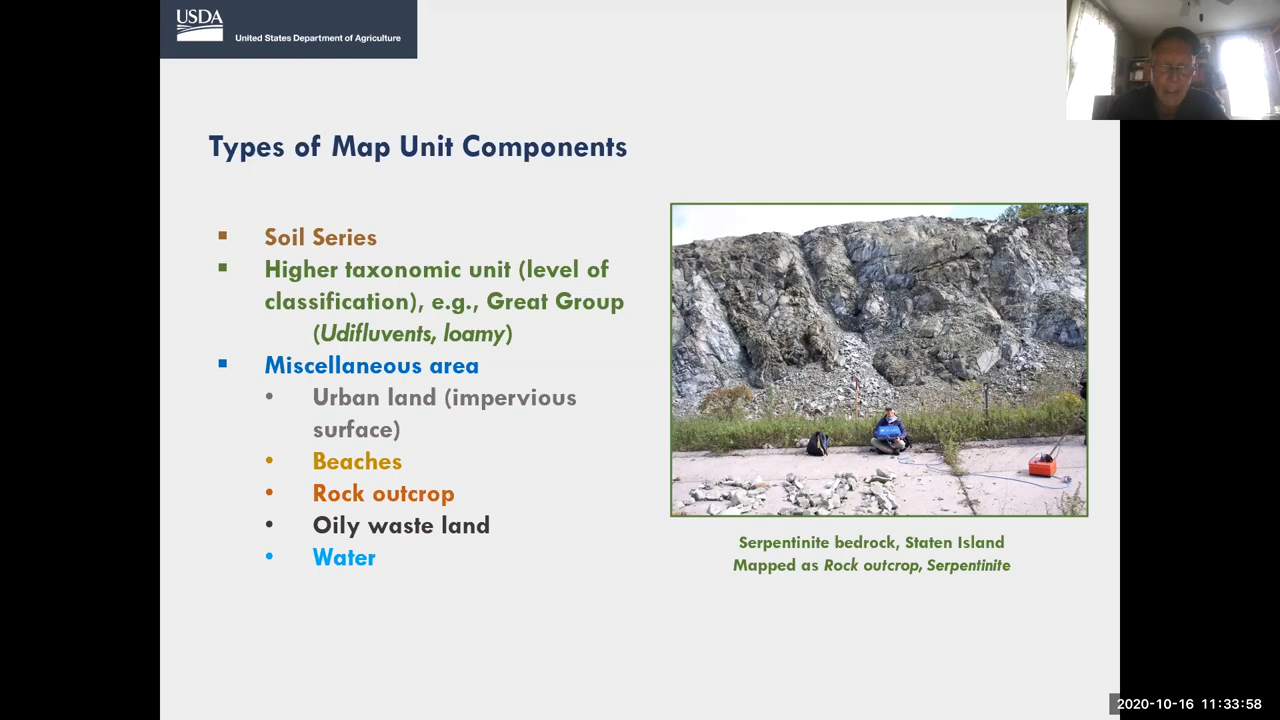 USDA
United States Department of Agriculture
Types of Map Unit Components
▪ Soil Series
▪ Higher taxonomic unit (level of
classification), e.g., Great Group
(Udifluvents, loamy)
▪ Miscellaneous area
• Urban land (impervious
surface)
• Beaches
• Rock outcrop
• Oily waste land
• Water
Serpentinite bedrock, Staten Island
Mapped as Rock outcrop, Serpentinite
2020-10-16 11:33:58